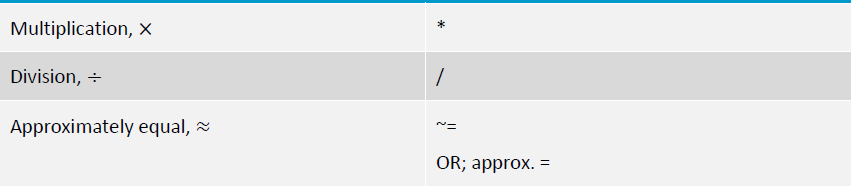 Multiplication, ×
*
Division, ÷
/
Approximately equal, ≈
~=
OR; approx. =